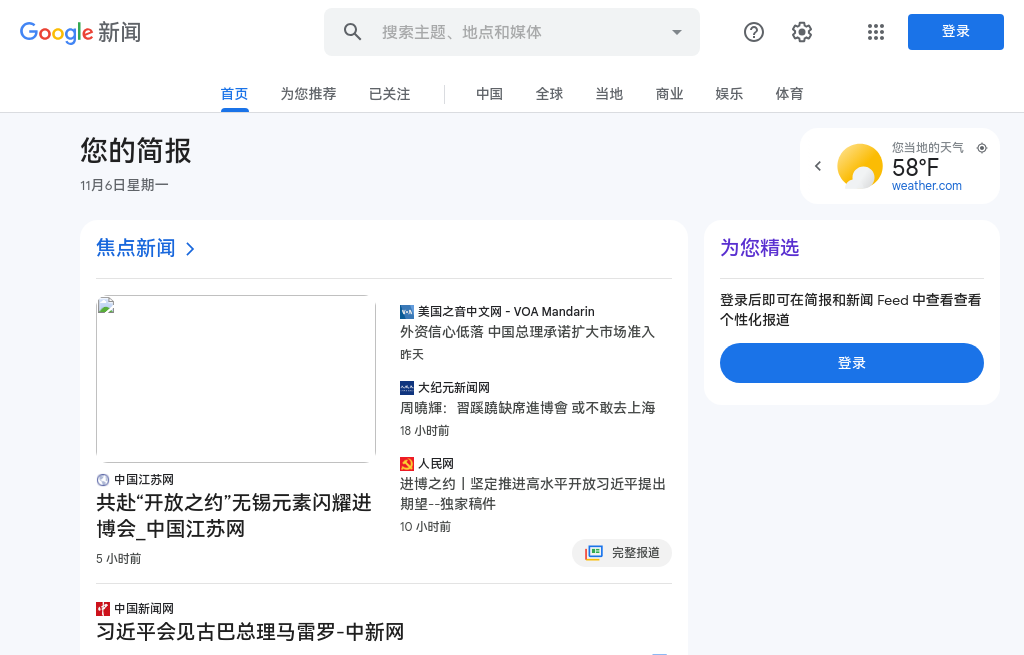 Google 新闻
搜索主题、地点和媒体
登录
首页
为您推荐
已关注
中国
全球
当地
商业
娱乐
体育
您的简报
11月6日星期一
您当地的天气
58°F
weather.com
焦点新闻
中国江苏网
共赴“开放之约”无锡元素闪耀进
博会_中国江苏网
5 小时前
美国之音中文网 - VOA Mandarin
外资信心低落 中国总理承诺扩大市场准入
昨天
大纪元新闻网
周曉輝：習蹊蹺缺席進博會 或不敢去上海
18 小时前
人民网
进博之约丨坚定推进高水平开放习近平提出
期望--独家稿件
10 小时前
完整报道
中国新闻网
习近平会见古巴总理马雷罗-中新网
为您精选
登录后即可在简报和新闻 Feed 中查看查看
个性化报道
登录